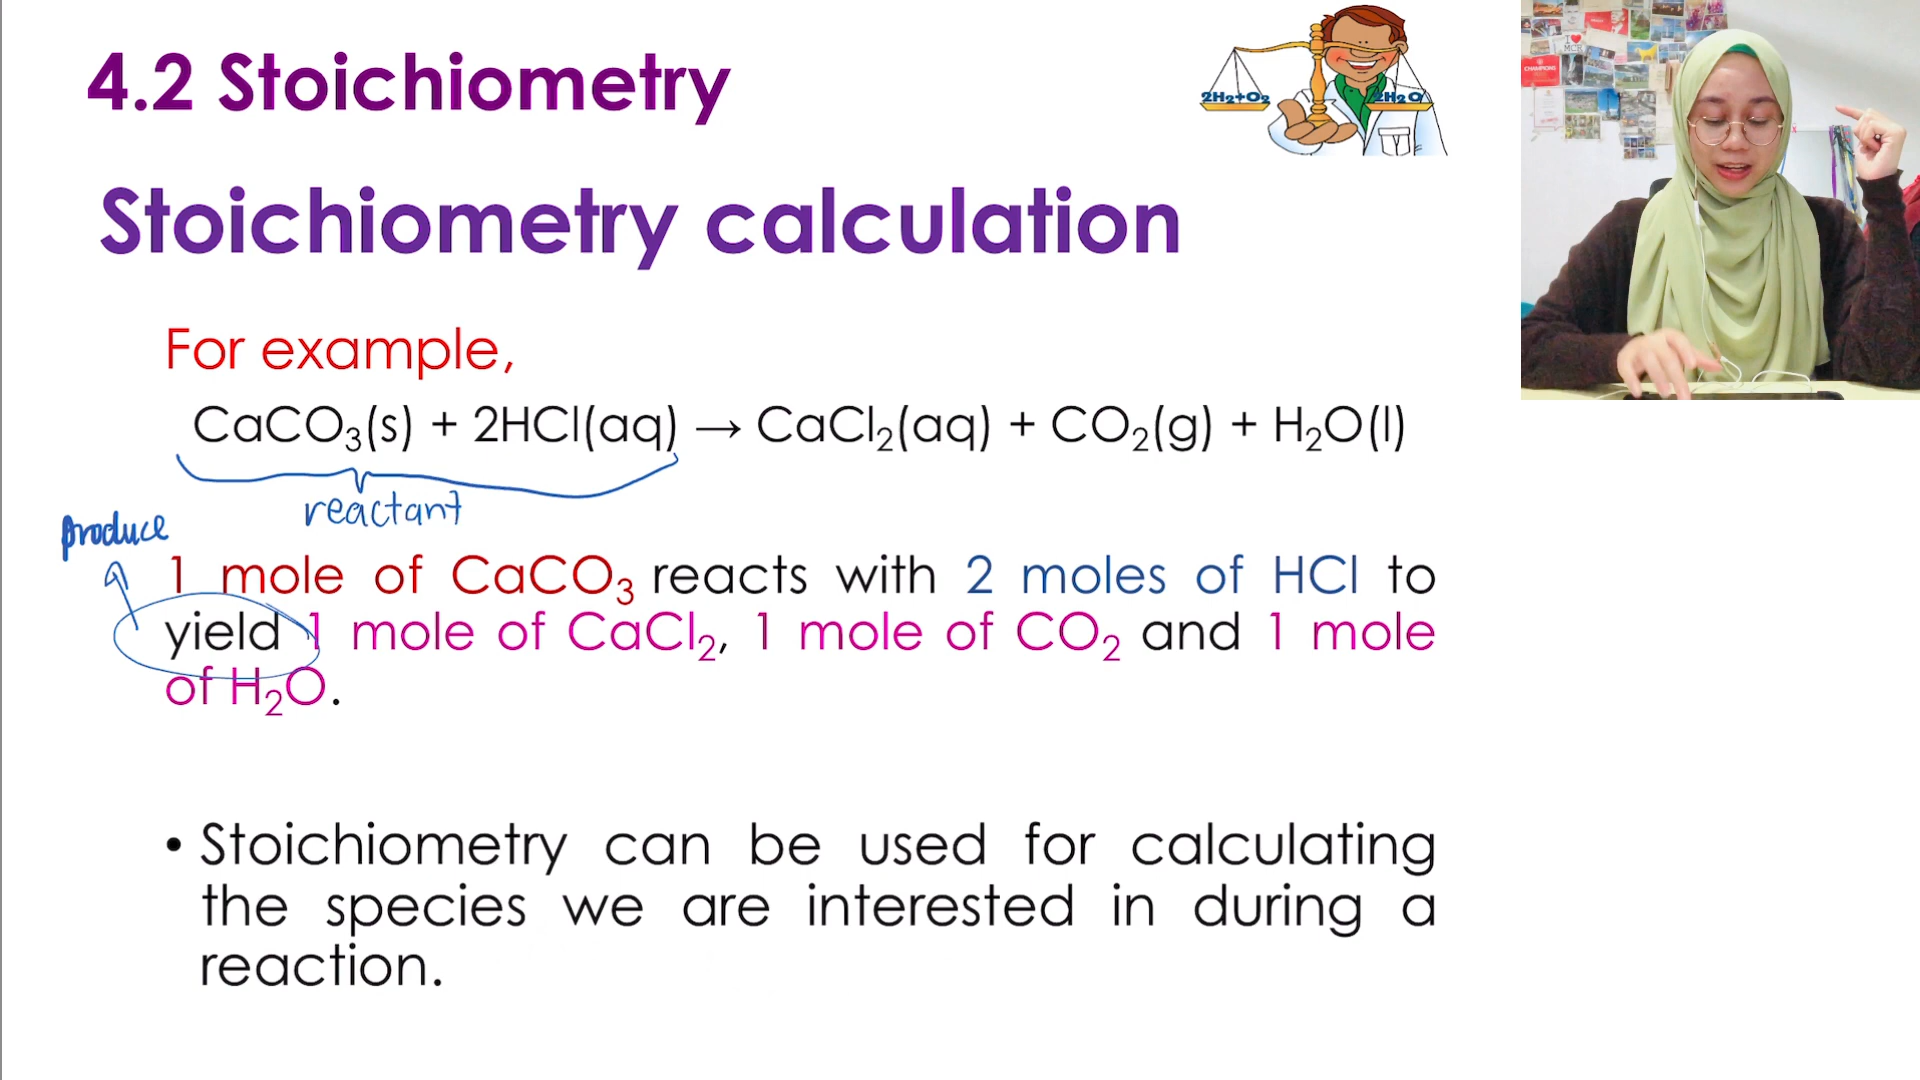 4.2 Stoichiometry
2H₂+O₂
2H₂O
I ❤
MCR
CHAMPIONS
Stoichiometry calculation
For example,
CaCO₃(s) + 2HCl(aq) → CaCl₂(aq) + CO₂(g) + H₂O(l)
reactant
produce
1 mole of CaCO₃ reacts with 2 moles of HCl to
yield 1 mole of CaCl₂, 1 mole of CO₂ and 1 mole
of H₂O.
• Stoichiometry can be used for calculating
the species we are interested in during a
reaction.